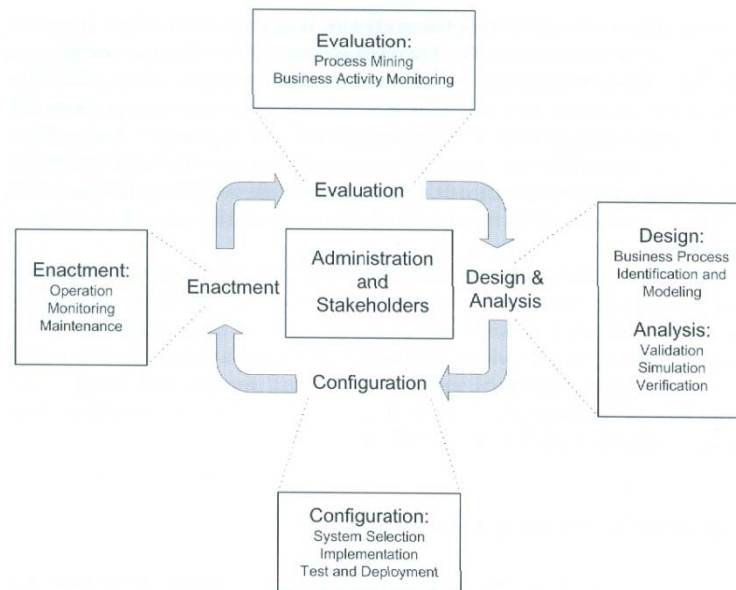 Evaluation:
Process Mining
Business Activity Monitoring
Evaluation
Enactment:
Operation
Monitoring
Maintenance
Enactment
Administration
and
Stakeholders
Design &
Analysis
Design:
Business Process
Identification and
Modeling
Analysis:
Validation
Simulation
Verification
Configuration
Configuration:
System Selection
Implementation
Test and Deployment